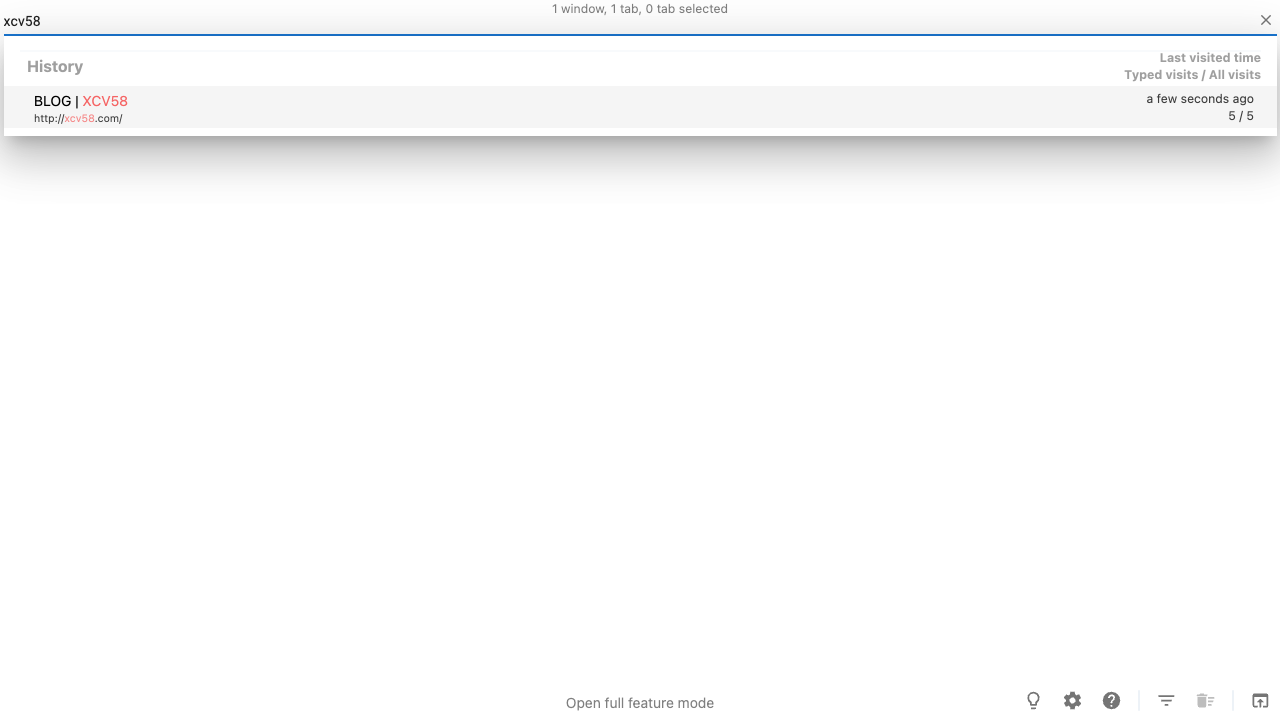 1 window, 1 tab, 0 tab selected
xcv58
History
Last visited time
Typed visits / All visits
BLOG | XCV58
a few seconds ago
http://xcv58.com/
5 / 5
Open full feature mode